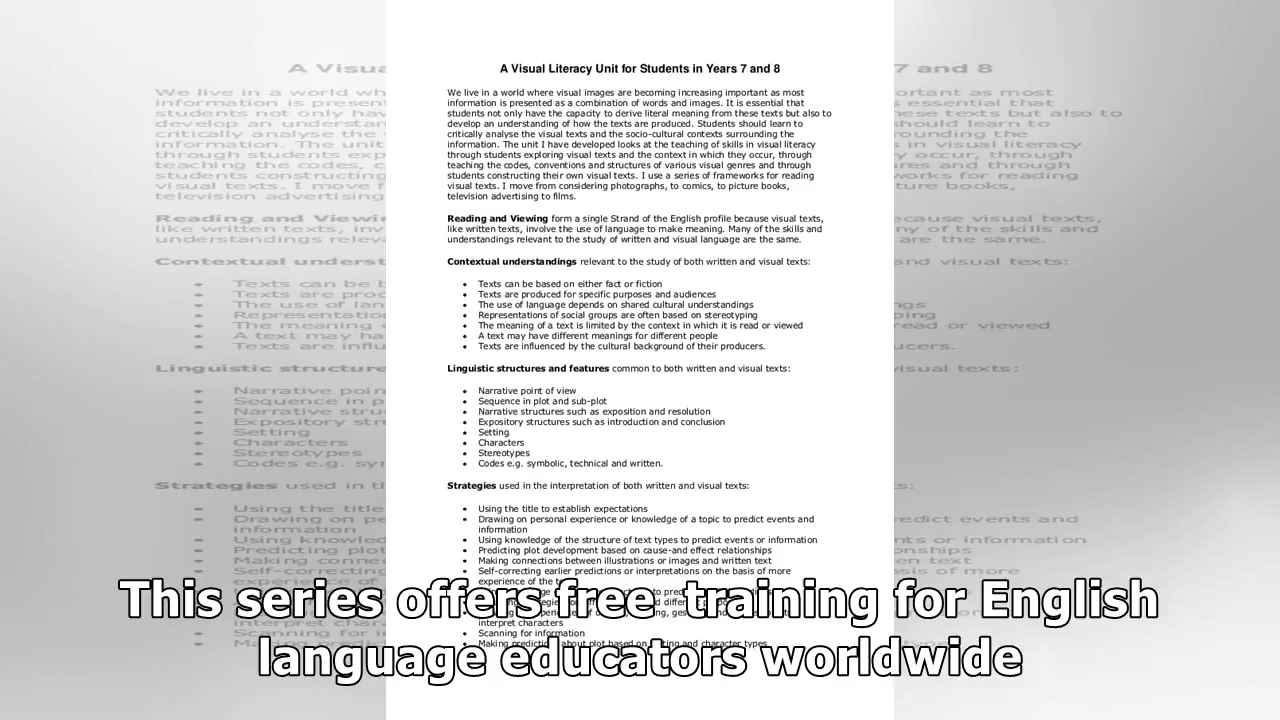 A Visual Literacy Unit for Students in Years 7 and 8
We live in a world where visual images are becoming increasing important as most
information is presented as a combination of words and images. It is essential that
students not only have the capacity to derive literal meaning from these texts but also to
develop an understanding of how the texts are produced. Students should learn to
critically analyse the visual texts and the socio-cultural contexts surrounding the
information. The unit I have developed looks at the teaching of skills in visual literacy
through students exploring visual texts and the context in which they occur, through
teaching the codes, conventions and structures of various visual genres and through
students constructing their own visual texts. I use a series of frameworks for reading
visual texts. I move from considering photographs, to comics, to picture books,
television advertising to films.
Reading and Viewing form a single Strand of the English profile because visual texts,
like written texts, involve the use of language to make meaning. Many of the skills and
understandings relevant to the study of written and visual language are the same.
Contextual understandings relevant to the study of both written and visual texts:
• Texts can be based on either fact or fiction
• Texts are produced for specific purposes and audiences
• The use of language depends on shared cultural understandings
• Representations of social groups are often based on stereotyping
• The meaning of a text is limited by the context in which it is read or viewed
• A text may have different meanings for different people
• Texts are influenced by the cultural background of their producers.
Linguistic structures and features common to both written and visual texts:
• Narrative point of view
• Sequence in plot and sub-plot
• Narrative structures such as exposition and resolution
• Expository structures such as introduction and conclusion
• Setting
• Characters
• Stereotypes
• Codes e.g. symbolic, technical and written.
Strategies used in the interpretation of both written and visual texts:
• Using the title to establish expectations
• Drawing on personal experience or knowledge of a topic to predict events and
information
• Using knowledge of the structure of text types to predict events or information
• Predicting plot development based on cause-and effect relationships
• Making connections between illustrations or images and written text
• Self-correcting earlier predictions or interpretations on the basis of more
experience of the
interpret characters
• Scanning for information
• Making about plot based on and character types
This series offers free training for English
language educators worldwide